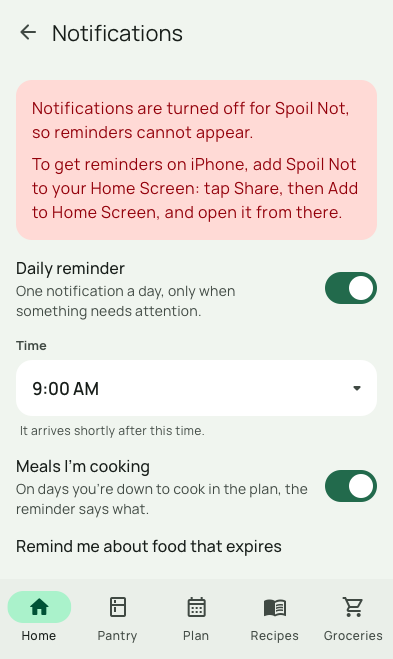 Notifications
Notifications are turned off for Spoil Not,
so reminders cannot appear.
To get reminders on iPhone, add Spoil Not
to your Home Screen: tap Share, then Add
to Home Screen, and open it from there.
Daily reminder
One notification a day, only when
something needs attention.
Time
9:00 AM
It arrives shortly after this time.
Meals I'm cooking
On days you're down to cook in the plan, the
reminder says what.
Remind me about food that expires
Home
Pantry
Plan
Recipes
Groceries